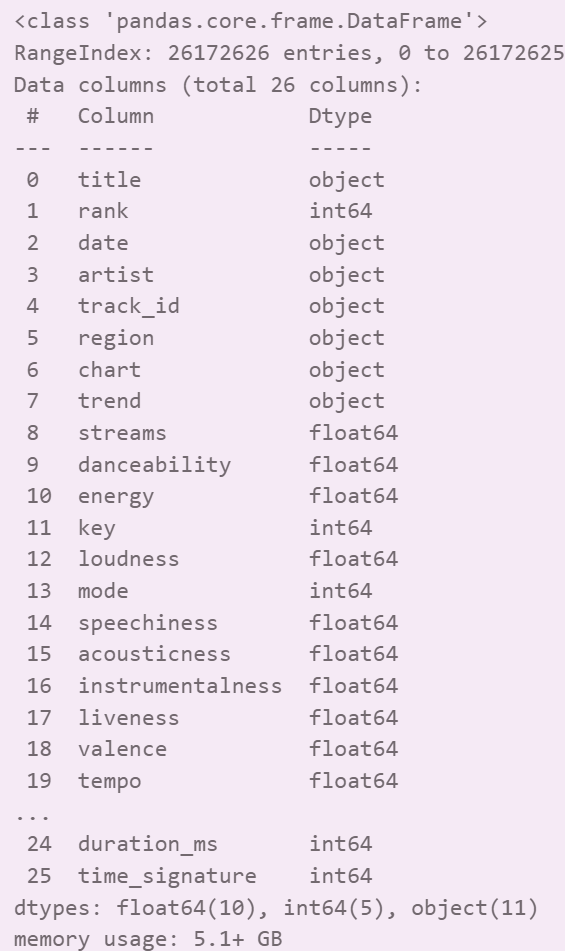 <class 'pandas.core.frame.DataFrame'>
RangeIndex: 26172626 entries, 0 to 26172625
Data columns (total 26 columns):
 #   Column            Dtype
---  ------            -----
 0   title             object
 1   rank              int64
 2   date              object
 3   artist            object
 4   track_id          object
 5   region            object
 6   chart             object
 7   trend             object
 8   streams           float64
 9   danceability      float64
 10  energy            float64
 11  key               int64
 12  loudness          float64
 13  mode              int64
 14  speechiness       float64
 15  acousticness      float64
 16  instrumentalness  float64
 17  liveness          float64
 18  valence           float64
 19  tempo             float64
...
 24  duration_ms       int64
 25  time_signature    int64
dtypes: float64(10), int64(5), object(11)
memory usage: 5.1+ GB